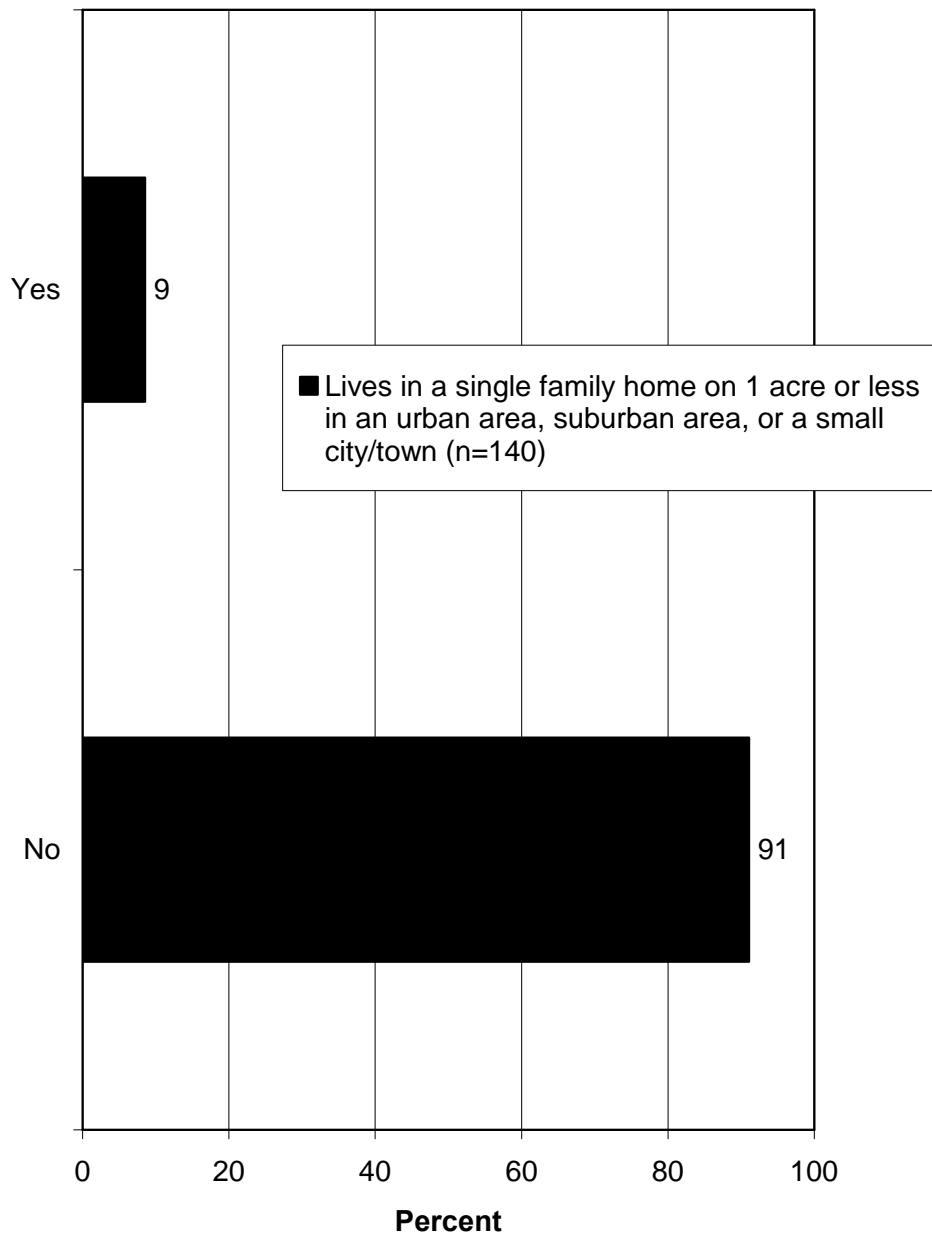 Yes
9
Lives in a single family home on 1 acre or less
in an urban area, suburban area, or a small
city/town (n=140)
No
91
0 20 40 60 80 100
Percent